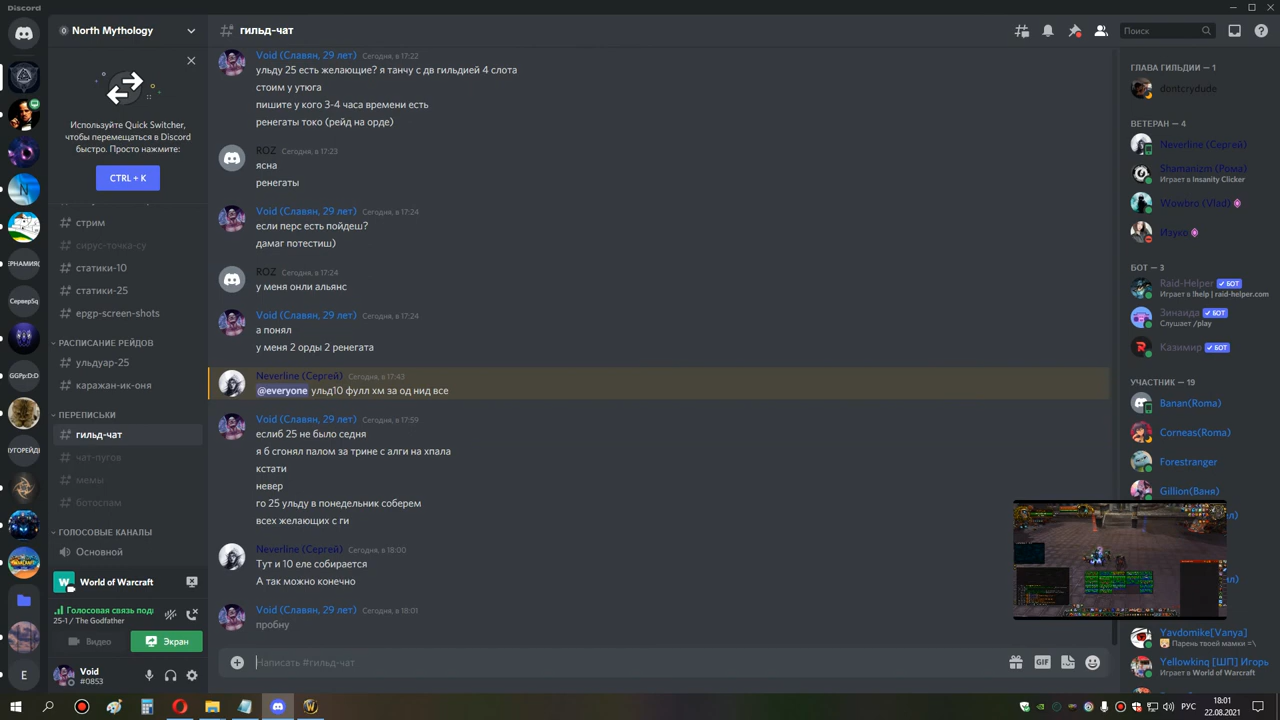 Discord
North Mythology
Используйте Quick Switcher,
чтобы перемещаться в Discord
быстро. Просто нажмите:
CTRL + K
стрим
сирус-точка-су
статики-10
статики-25
epgp-screen-shots
РАСПИСАНИЕ РЕЙДОВ
ульдуар-25
каражан-ик-оня
ПЕРЕПИСЬКИ
гильд-чат
чат-пугов
мемы
ботоспам
ГОЛОСОВЫЕ КАНАЛЫ
Основной
World of Warcraft
Голосовая связь поды
25-1 / The Godfather
Видео
Экран
Void
#0853
гильд-чат
Поиск
Void (Славян, 29 лет) Сегодня, в 17:22
ульду 25 есть желающие? я танчу с дв гильдией 4 слота
стоим у утюга
пишите у кого 3-4 часа времени есть
ренегаты токо (рейд на орде)
ROZ Сегодня, в 17:23
ясна
ренегаты
Void (Славян, 29 лет) Сегодня, в 17:24
если перс есть пойдеш?
дамаг потестиш)
ROZ Сегодня, в 17:24
у меня онли альянс
Void (Славян, 29 лет) Сегодня, в 17:24
а понял
у меня 2 орды 2 ренегата
Neverline (Сергей) Сегодня, в 17:43
@everyone ульд10 фулл хм за од нид все
Void (Славян, 29 лет) Сегодня, в 17:59
еслиб 25 не было седня
я б сгонял палом за трине с алги на хпала
кстати
невер
го 25 ульду в понедельник соберем
всех желающих с ги
Neverline (Сергей) Сегодня, в 18:00
Тут и 10 еле собирается
А так можно конечно
Void (Славян, 29 лет) Сегодня, в 18:01
пробну
Написать #гильд-чат
GIF
ГЛАВА ГИЛЬДИИ — 1
dontcrydude
ВЕТЕРАН — 4
Neverline (Сергей)
Shamanizm (Рома)
Играет в Insanity Clicker
Wowbro (Vlad)
Изуко
БОТ — 3
Raid-Helper БОТ
Играет в !help | raid-helper.com
Зинаида БОТ
Слушает /play
Казимир БОТ
УЧАСТНИК — 19
Banan(Roma)
Corneas(Roma)
Forestranger
Gillion(Ваня)
Yavdomike[Vanya]
Парень твоей мамки =\
Yellowkinq [ШП] Игорь
Играет в World of Warcraft
СерверSq
GGPp:D:D
E
РУС
18:01
22.08.2021